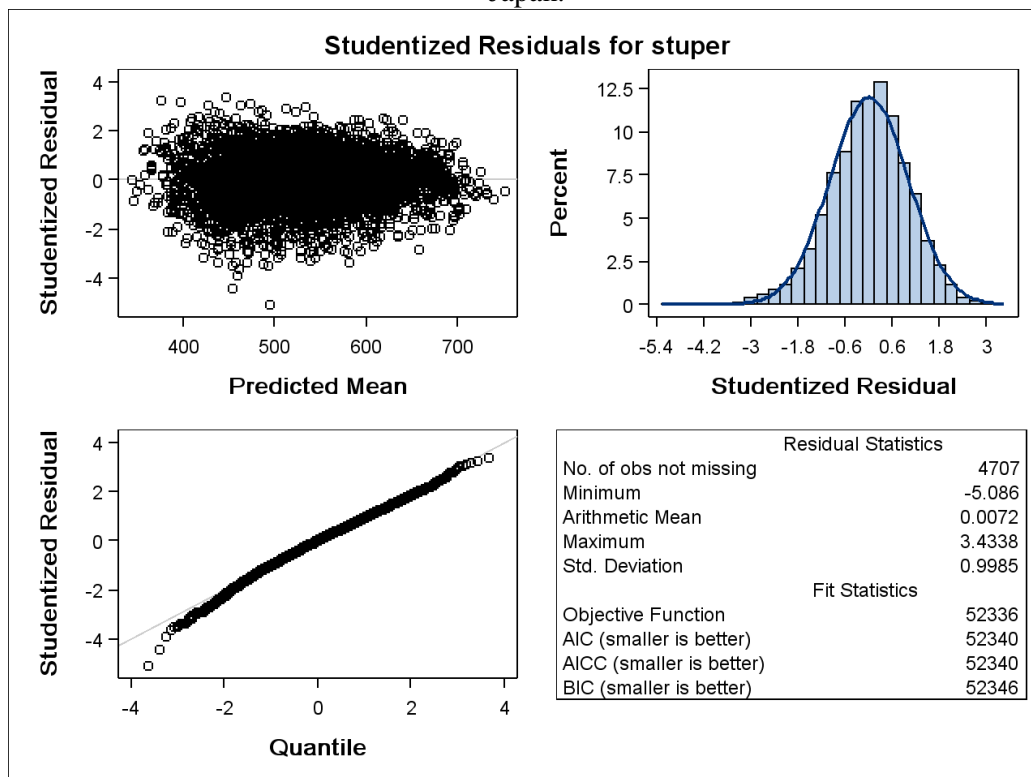 Japan.
Studentized Residuals for stuper
Studentized Residual
4
2
0
-2
-4
400 500 600 700
Predicted Mean
Percent
12.5
10
7.5
5
2.5
0
-5.4 -4.2 -3 -1.8 -0.6 0.6 1.8 3
Studentized Residual
Studentized Residual
4
2
0
-2
-4
-4 -2 0 2 4
Quantile
Residual Statistics
No. of obs not missing 4707
Minimum -5.086
Arithmetic Mean 0.0072
Maximum 3.4338
Std. Deviation 0.9985
Fit Statistics
Objective Function 52336
AIC (smaller is better) 52340
AICC (smaller is better) 52340
BIC (smaller is better) 52346